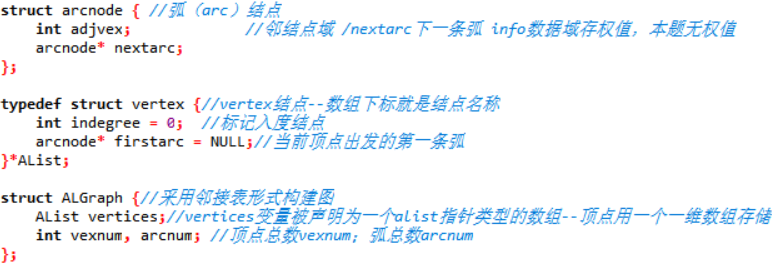 struct arcnode { //弧（arc）结点
int adjvex; //邻结点域 /nextarc下一条弧 info数据域存权值，本题无权值
arcnode* nextarc;
};
typedef struct vertex {//vertex结点--数组下标就是结点名称
int indegree = 0; //标记入度结点
arcnode* firstarc = NULL;//当前顶点出发的第一条弧
}*AList;
struct ALGraph {//采用邻接表形式构建图
AList vertices;//vertices变量被声明为一个alist指针类型的数组--顶点用一个一维数组存储
int vexnum, arcnum; //顶点总数vexnum; 弧总数arcnum
};